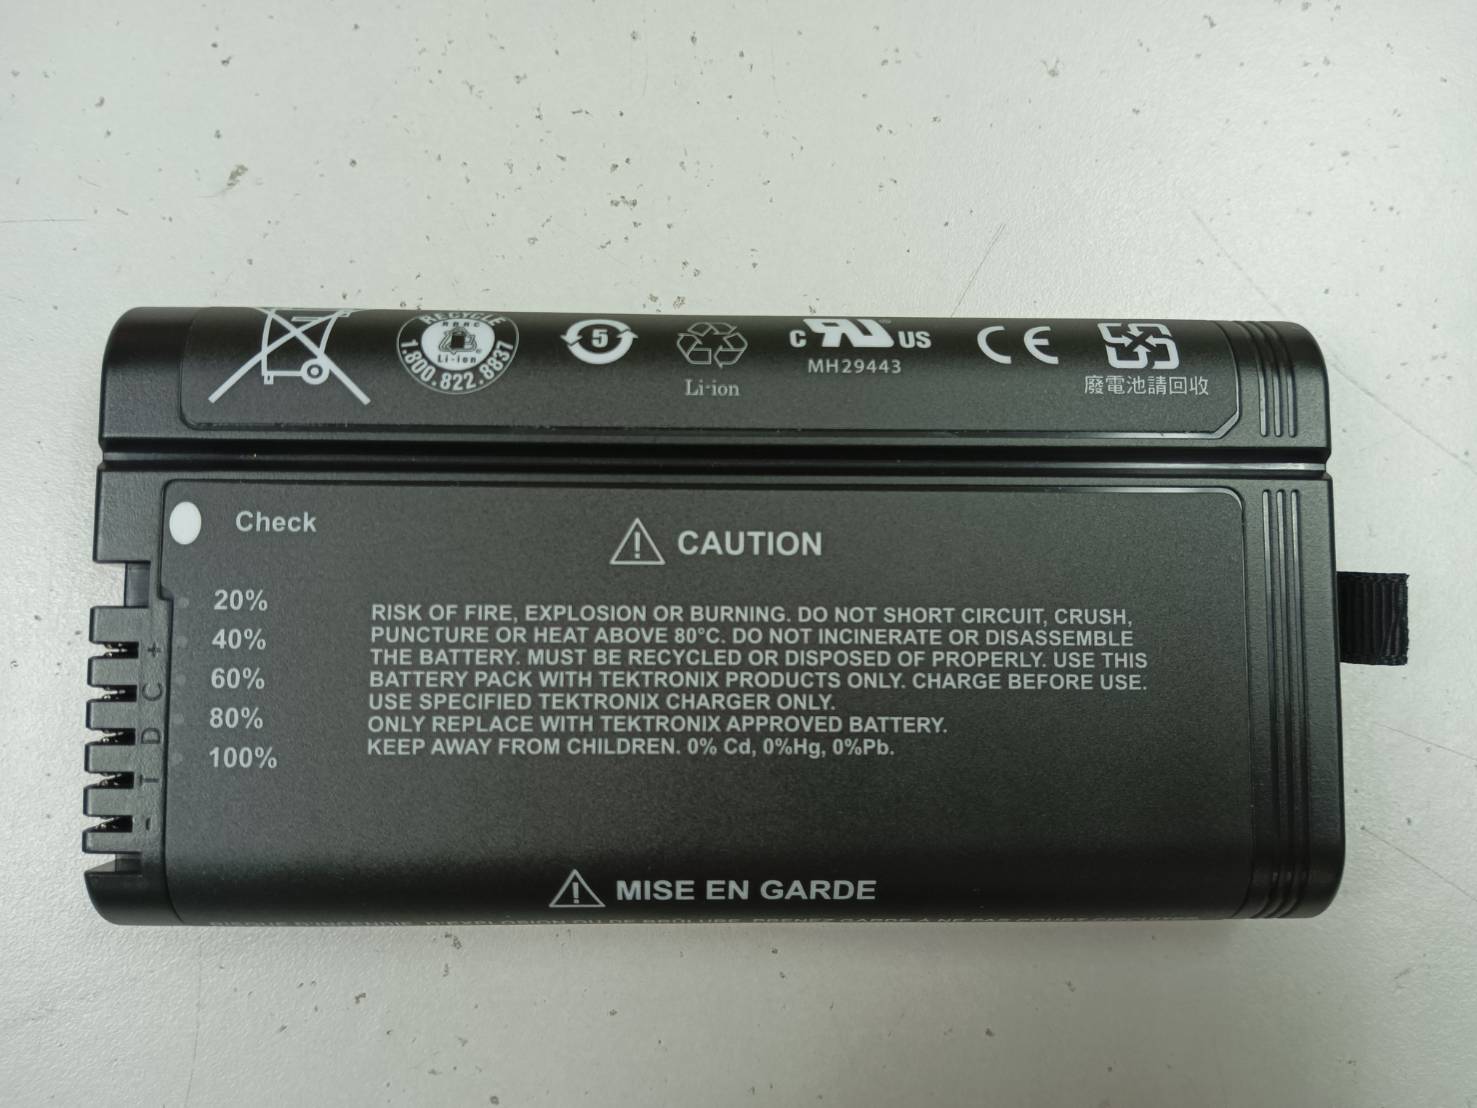 RECYCLE
RBRC
Li-ion
1.800.822.8837
5
Li-ion
C RU ® US
MH29443
CE
廢電池請回收
Check
20%
40%
60%
80%
100%
+
C
D
T
-
CAUTION
RISK OF FIRE, EXPLOSION OR BURNING. DO NOT SHORT CIRCUIT, CRUSH,
PUNCTURE OR HEAT ABOVE 80°C. DO NOT INCINERATE OR DISASSEMBLE
THE BATTERY. MUST BE RECYCLED OR DISPOSED OF PROPERLY. USE THIS
BATTERY PACK WITH TEKTRONIX PRODUCTS ONLY. CHARGE BEFORE USE.
USE SPECIFIED TEKTRONIX CHARGER ONLY.
ONLY REPLACE WITH TEKTRONIX APPROVED BATTERY.
KEEP AWAY FROM CHILDREN. 0% Cd, 0%Hg, 0%Pb.
MISE EN GARDE